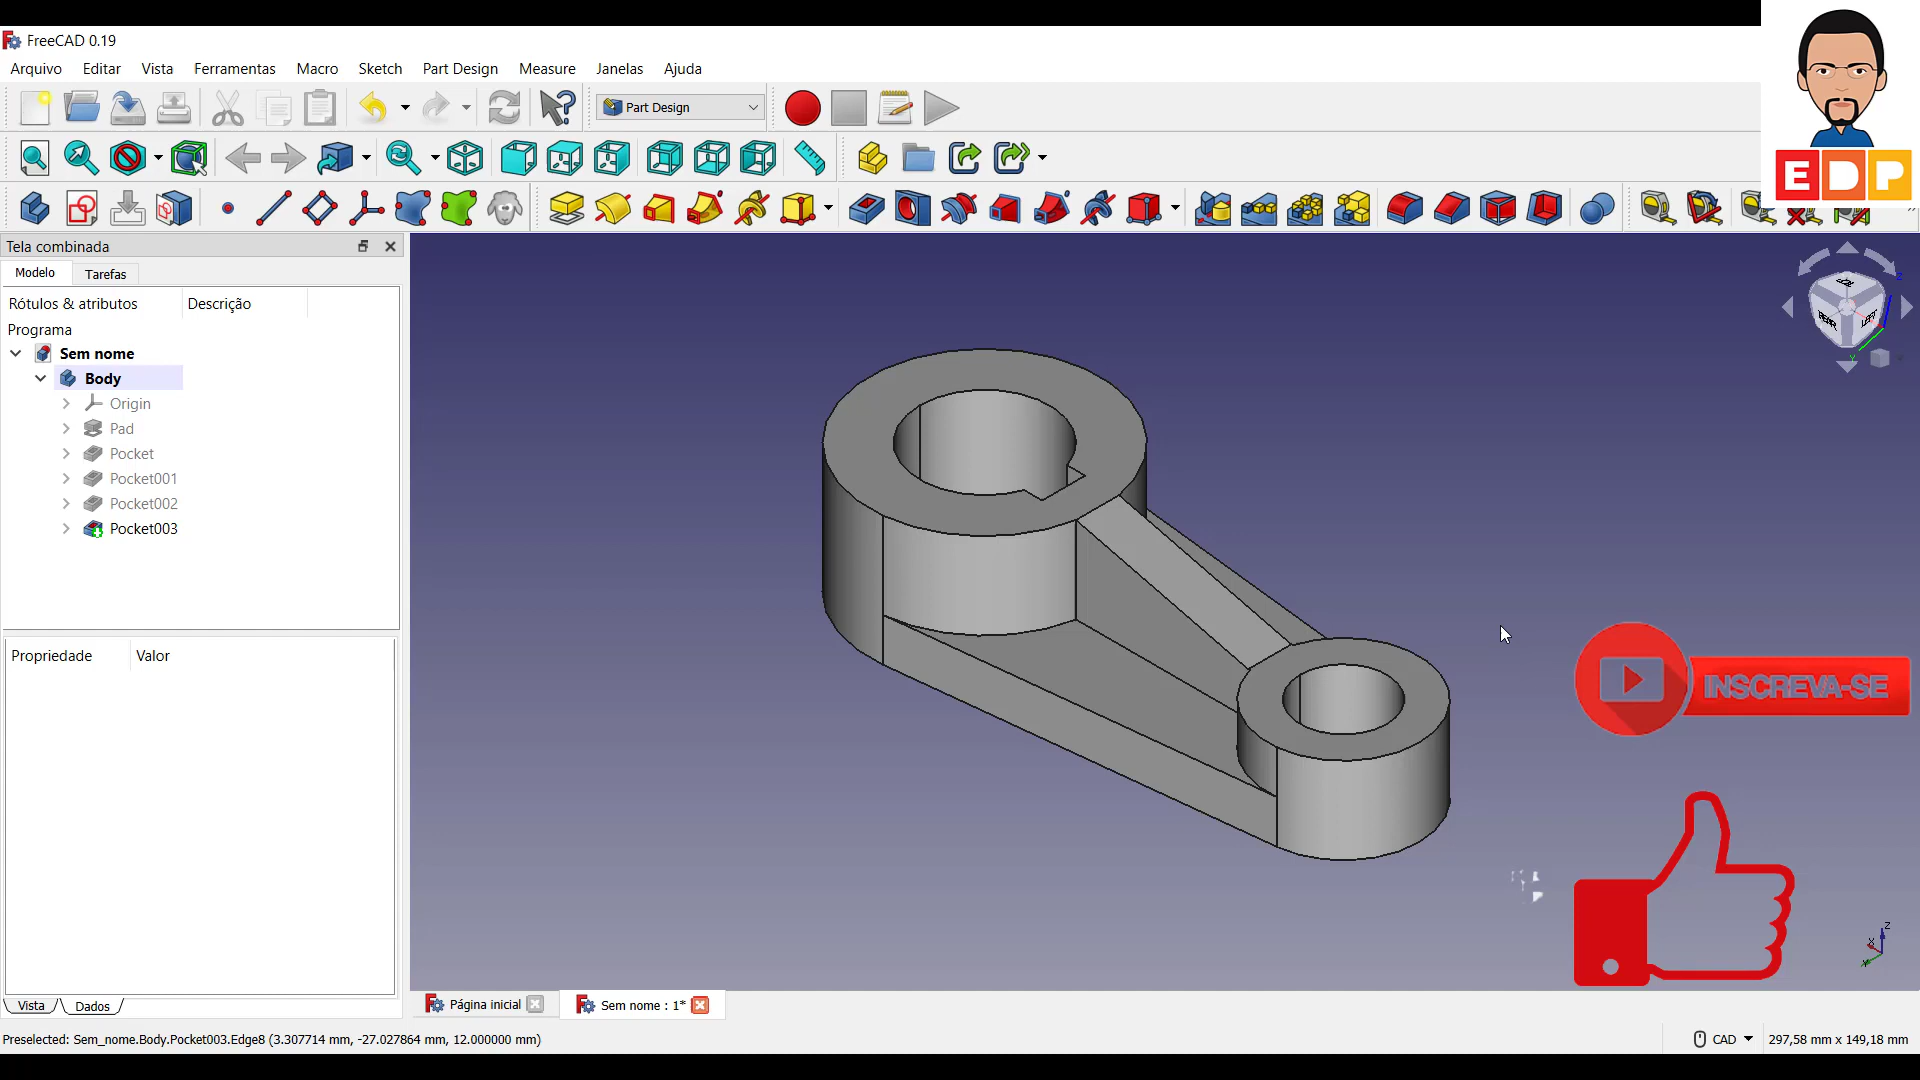 FreeCAD 0.19
Arquivo Editar Vista Ferramentas Macro Sketch Part Design Measure Janelas Ajuda
Part Design
EDP
Tela combinada
Modelo Tarefas
Rótulos & atributos Descrição
Programa
Sem nome
Body
Origin
Pad
Pocket
Pocket001
Pocket002
Pocket003
REAR LEFT
Z
Y
INSCREVA-SE
Propriedade Valor
Z
X
Y
Vista Dados
Página inicial Sem nome : 1*
Preselected: Sem_nome.Body.Pocket003.Edge8 (3.307714 mm, -27.027864 mm, 12.000000 mm)
CAD 297,58 mm x 149,18 mm